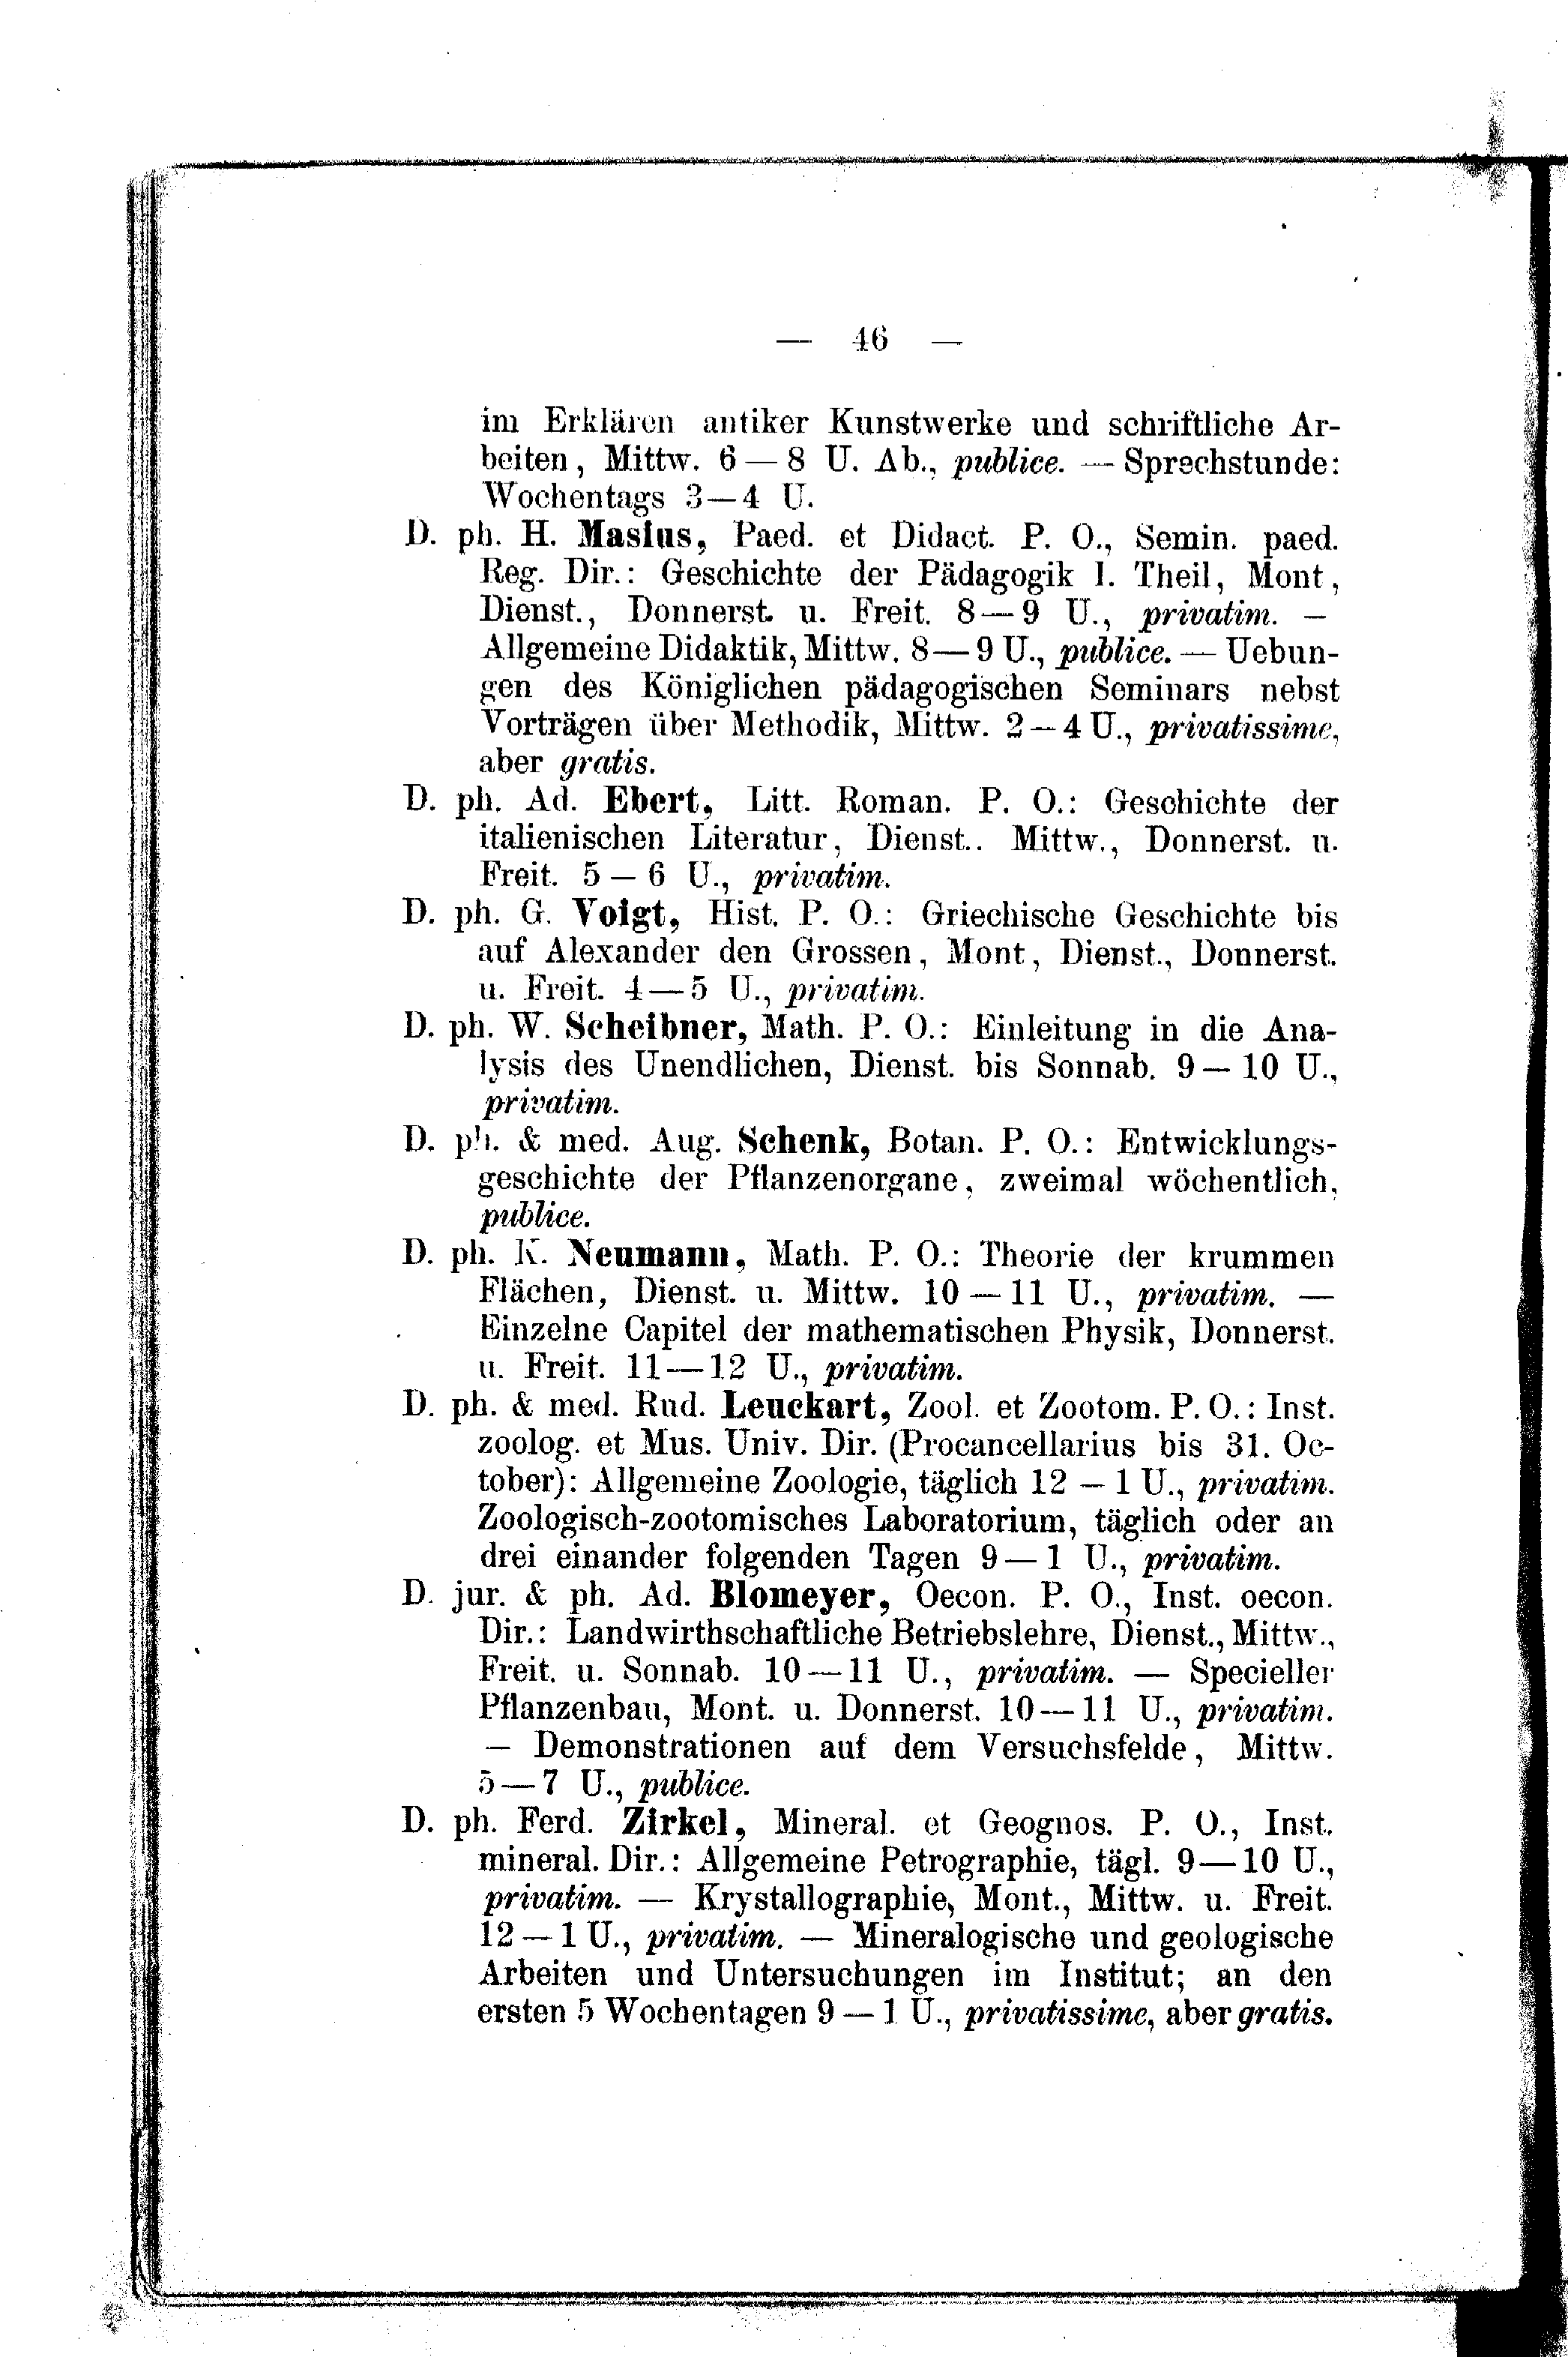 — 46 —
im Erklären antiker Kunstwerke und schriftliche Ar-
beiten, Mittw. 6 — 8 U. Ab., publice. — Sprechstunde:
Wochentags 3—4 U.
D. ph. H. Masius, Paed. et Didact. P. O., Semin. paed.
Reg. Dir.: Geschichte der Pädagogik I. Theil, Mont,
Dienst., Donnerst. u. Freit. 8—9 U., privatim. —
Allgemeine Didaktik, Mittw. 8—9 U., publice. — Uebun-
gen des Königlichen pädagogischen Seminars nebst
Vorträgen über Methodik, Mittw. 2—4 U., privatissime,
aber gratis.
D. ph. Ad. Ebert, Litt. Roman. P. O.: Geschichte der
italienischen Literatur, Dienst.. Mittw., Donnerst. u.
Freit. 5 — 6 U., privatim.
D. ph. G. Voigt, Hist. P. O.: Griechische Geschichte bis
auf Alexander den Grossen, Mont, Dienst., Donnerst.
u. Freit. 4—5 U., privatim.
D. ph. W. Scheibner, Math. P. O.: Einleitung in die Ana-
lysis des Unendlichen, Dienst. bis Sonnab. 9— 10 U.,
privatim.
D. ph. & med. Aug. Schenk, Botan. P. O.: Entwicklungs-
geschichte der Pflanzenorgane, zweimal wöchentlich,
publice.
D. ph. K. Neumann, Math. P. O.: Theorie der krummen
Flächen, Dienst. u. Mittw. 10 — 11 U., privatim. —
Einzelne Capitel der mathematischen Physik, Donnerst.
u. Freit. 11—12 U., privatim.
D. ph. & med. Rud. Leuckart, Zool. et Zootom. P. O.: Inst.
zoolog. et Mus. Univ. Dir. (Procancellarius bis 31. Oc-
tober): Allgemeine Zoologie, täglich 12 — 1 U., privatim.
Zoologisch-zootomisches Laboratorium, täglich oder an
drei einander folgenden Tagen 9 — 1 U., privatim.
D. jur. & ph. Ad. Blomeyer, Oecon. P. O., Inst. oecon.
Dir.: Landwirthschaftliche Betriebslehre, Dienst., Mittw.,
Freit. u. Sonnab. 10—11 U., privatim. — Specieller
Pflanzenbau, Mont. u. Donnerst. 10—11 U., privatim.
— Demonstrationen auf dem Versuchsfelde, Mittw.
5—7 U., publice.
D. ph. Ferd. Zirkel, Mineral. et Geognos. P. O., Inst.
mineral. Dir.: Allgemeine Petrographie, tägl. 9—10 U.,
privatim. — Krystallographie, Mont., Mittw. u. Freit.
12 — 1 U., privatim. — Mineralogische und geologische
Arbeiten und Untersuchungen im Institut; an den
ersten 5 Wochentagen 9 — 1 U., privatissime, aber gratis.